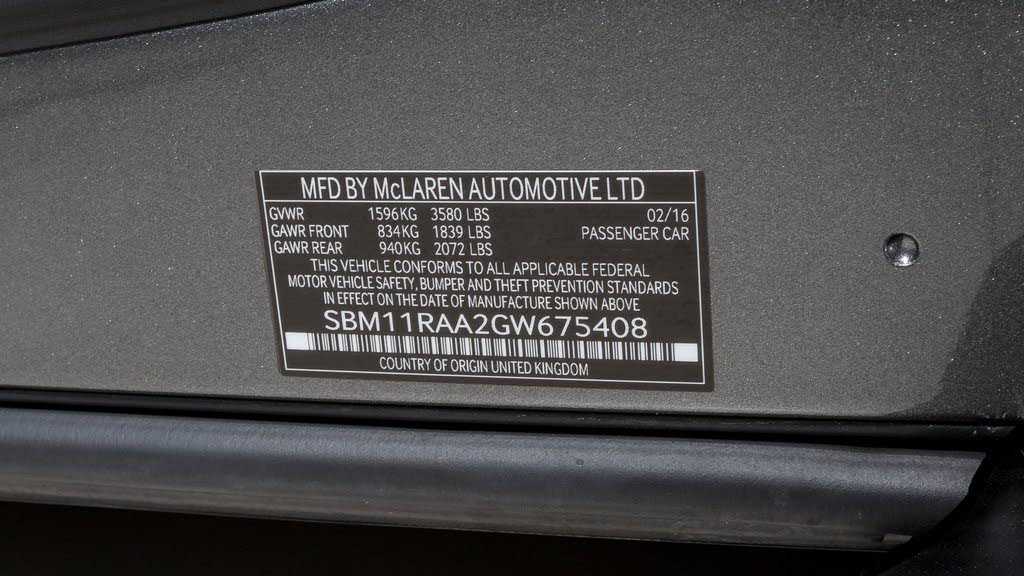 MFD BY McLAREN AUTOMOTIVE LTD
GVWR 1596KG 3580 LBS 02/16
GAWR FRONT 834KG 1839 LBS PASSENGER CAR
GAWR REAR 940KG 2072 LBS
THIS VEHICLE CONFORMS TO ALL APPLICABLE FEDERAL
MOTOR VEHICLE SAFETY, BUMPER AND THEFT PREVENTION STANDARDS
IN EFFECT ON THE DATE OF MANUFACTURE SHOWN ABOVE
SBM11RAA2GW675408
COUNTRY OF ORIGIN UNITED KINGDOM